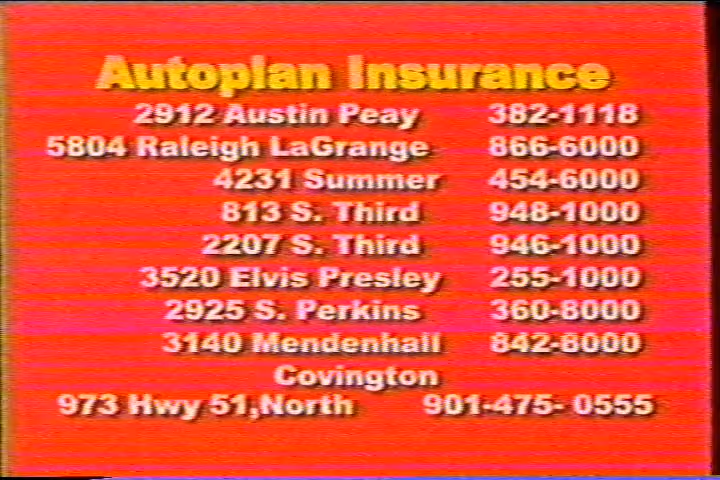 Autoplan Insurance
2912 Austin Peay 382-1118
5804 Raleigh LaGrange 866-6000
4231 Summer 454-6000
813 S. Third 948-1000
2207 S. Third 946-1000
3520 Elvis Presley 255-1000
2925 S. Perkins 360-8000
3140 Mendenhall 842-8000
Covington
973 Hwy 51,North 901-475- 0555